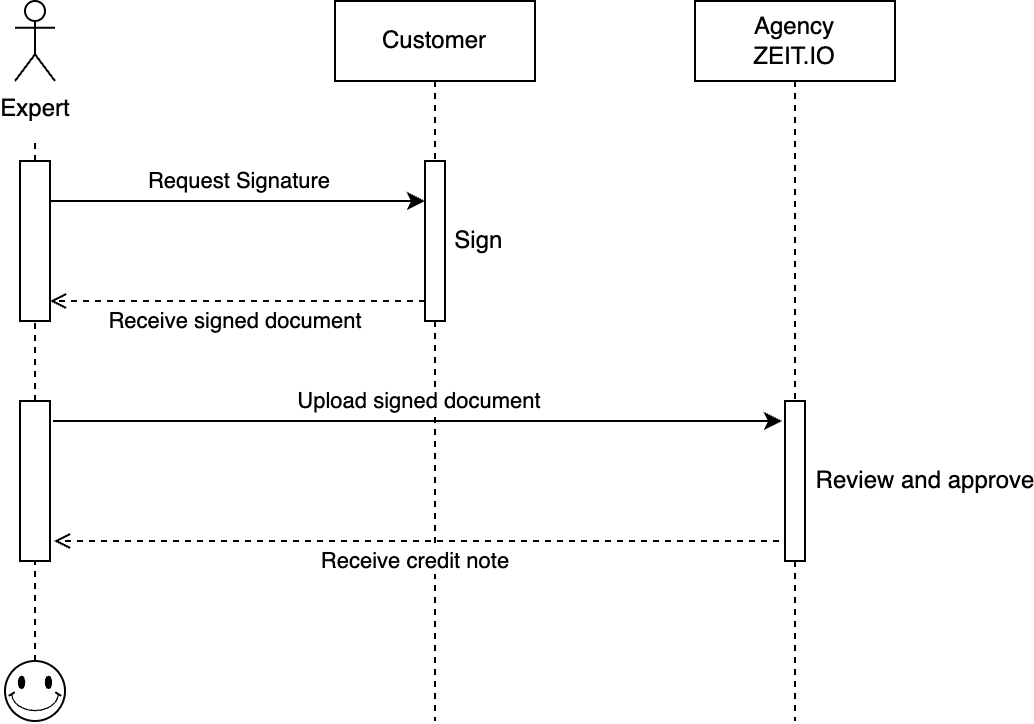 Customer
Agency
ZEIT.IO
Expert
Request Signature
Sign
Receive signed document
Upload signed document
Review and approve
Receive credit note